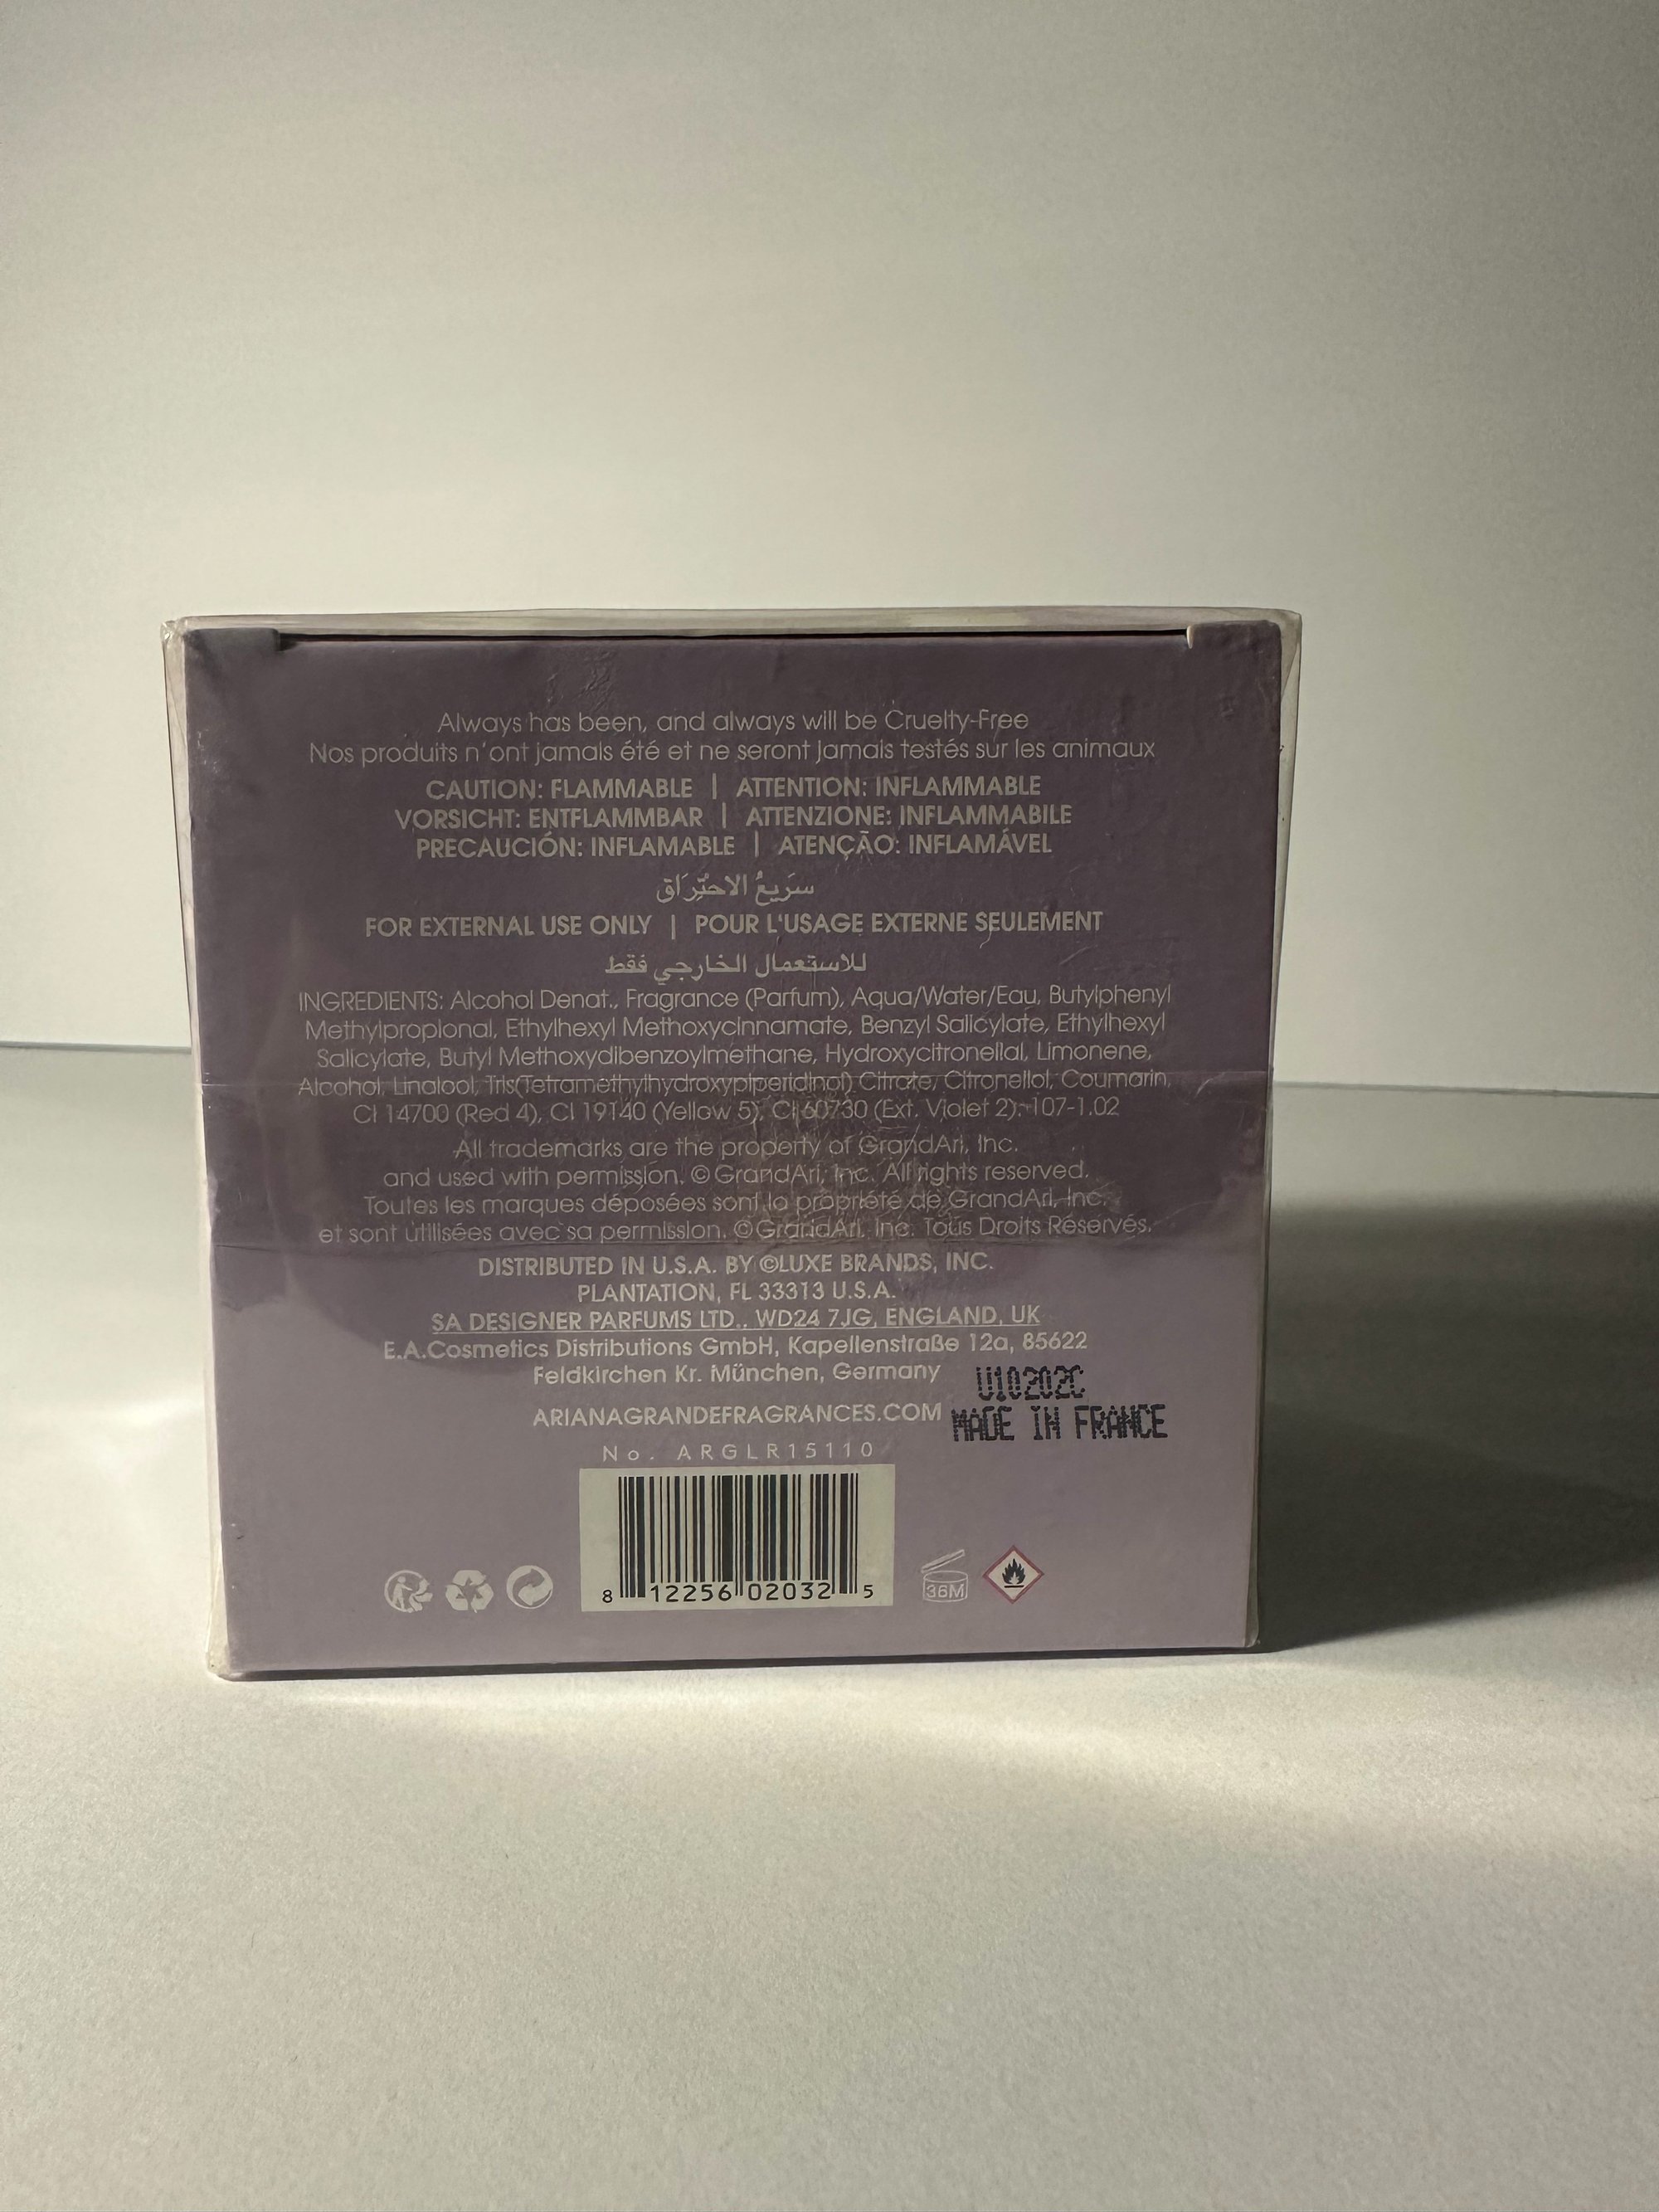 Always has been, and always will be Cruelty-Free
Nos produits n'ont jamais été et ne seront jamais testés sur les animaux
CAUTION: FLAMMABLE | ATTENTION: INFLAMMABLE
VORSICHT: ENTFLAMMBAR | ATTENZIONE: INFLAMMABILE
PRECAUCIÓN: INFLAMABLE | ATENÇÃO: INFLAMÁVEL
سَريعُ الاحتِرَاق
FOR EXTERNAL USE ONLY | POUR L'USAGE EXTERNE SEULEMENT
للاستعمال الخارجي فقط
INGREDIENTS: Alcohol Denat., Fragrance (Parfum), Aqua/Water/Eau, Butylphenyl
Methylpropional, Ethylhexyl Methoxycinnamate, Benzyl Salicylate, Ethylhexyl
Salicylate, Butyl Methoxydibenzoylmethane, Hydroxycitronellal, Limonene,
Alcohol, Linalool, Tris(Tetramethylhydroxypiperidinol) Citrate, Citronellol, Coumarin,
CI 14700 (Red 4), CI 19140 (Yellow 5), CI 60730 (Ext. Violet 2). 107-1.02
All trademarks are the property of GrandAri, Inc.
and used with permission. ©GrandAri, Inc. All rights reserved.
Toutes les marques déposées sont la propriété de GrandAri, Inc.
et sont utilisées avec sa permission. ©GrandAri, Inc. Tous Droits Réservés.
DISTRIBUTED IN U.S.A. BY ©LUXE BRANDS, INC.
PLANTATION, FL 33313 U.S.A.
SA DESIGNER PARFUMS LTD., WD24 7JG, ENGLAND, UK
E.A.Cosmetics Distributions GmbH, Kapellenstraße 12a, 85622
Feldkirchen Kr. München, Germany
U10202C
ARIANAGRANDEFRAGRANCES.COM
MADE IN FRANCE
No. ARGLR15110
8 12256 02032 5
36M